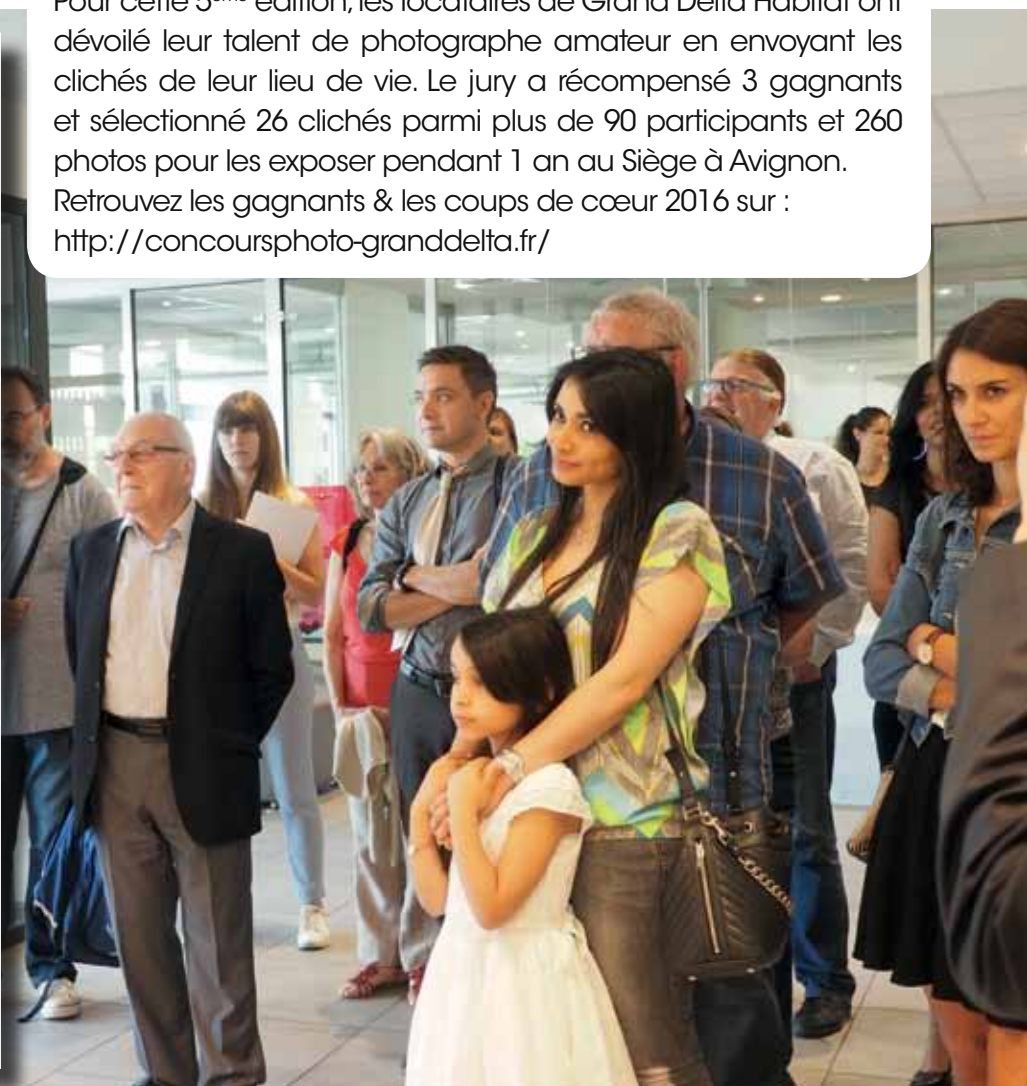 Pour cette 5ème édition, les locataires de Grand Delta Habitat ont
dévoilé leur talent de photographe amateur en envoyant les
clichés de leur lieu de vie. Le jury a récompensé 3 gagnants
et sélectionné 26 clichés parmi plus de 90 participants et 260
photos pour les exposer pendant 1 an au Siège à Avignon.
Retrouvez les gagnants & les coups de cœur 2016 sur :
http://concoursphoto-granddelta.fr/